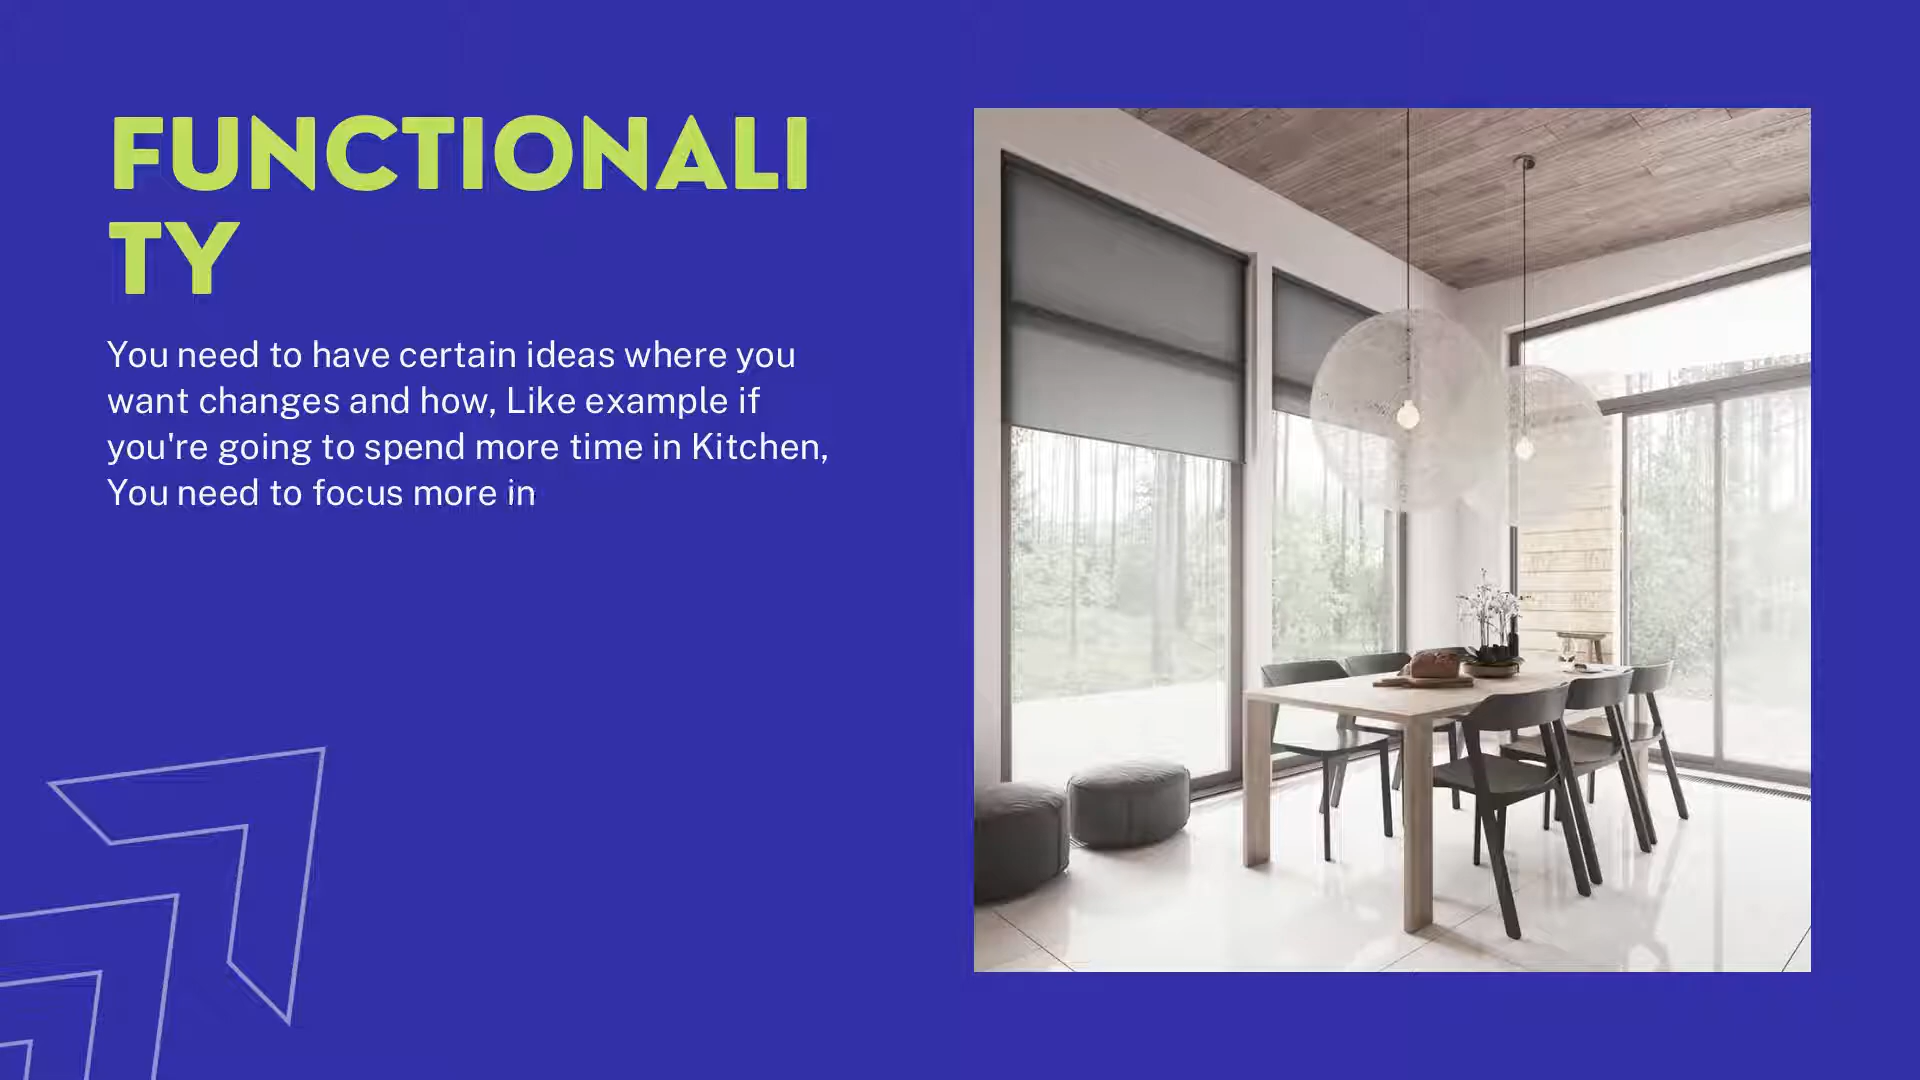 FUNCTIONALI
TY
You need to have certain ideas where you
want changes and how, Like example if
you're going to spend more time in Kitchen,
You need to focus more in